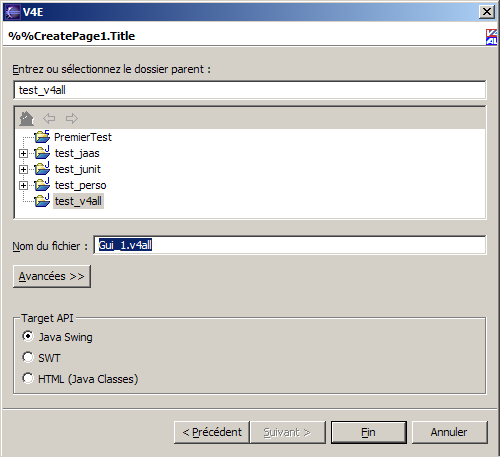 V4E
%%CreatePage1.Title
Entrez ou sélectionnez le dossier parent :
test_v4all
PremierTest
test_jaas
test_junit
test_perso
test_v4all
Nom du fichier : Gui_1.v4all
Avancées >>
Target API
Java Swing
SWT
HTML (Java Classes)
< Précédent Suivant > Fin Annuler